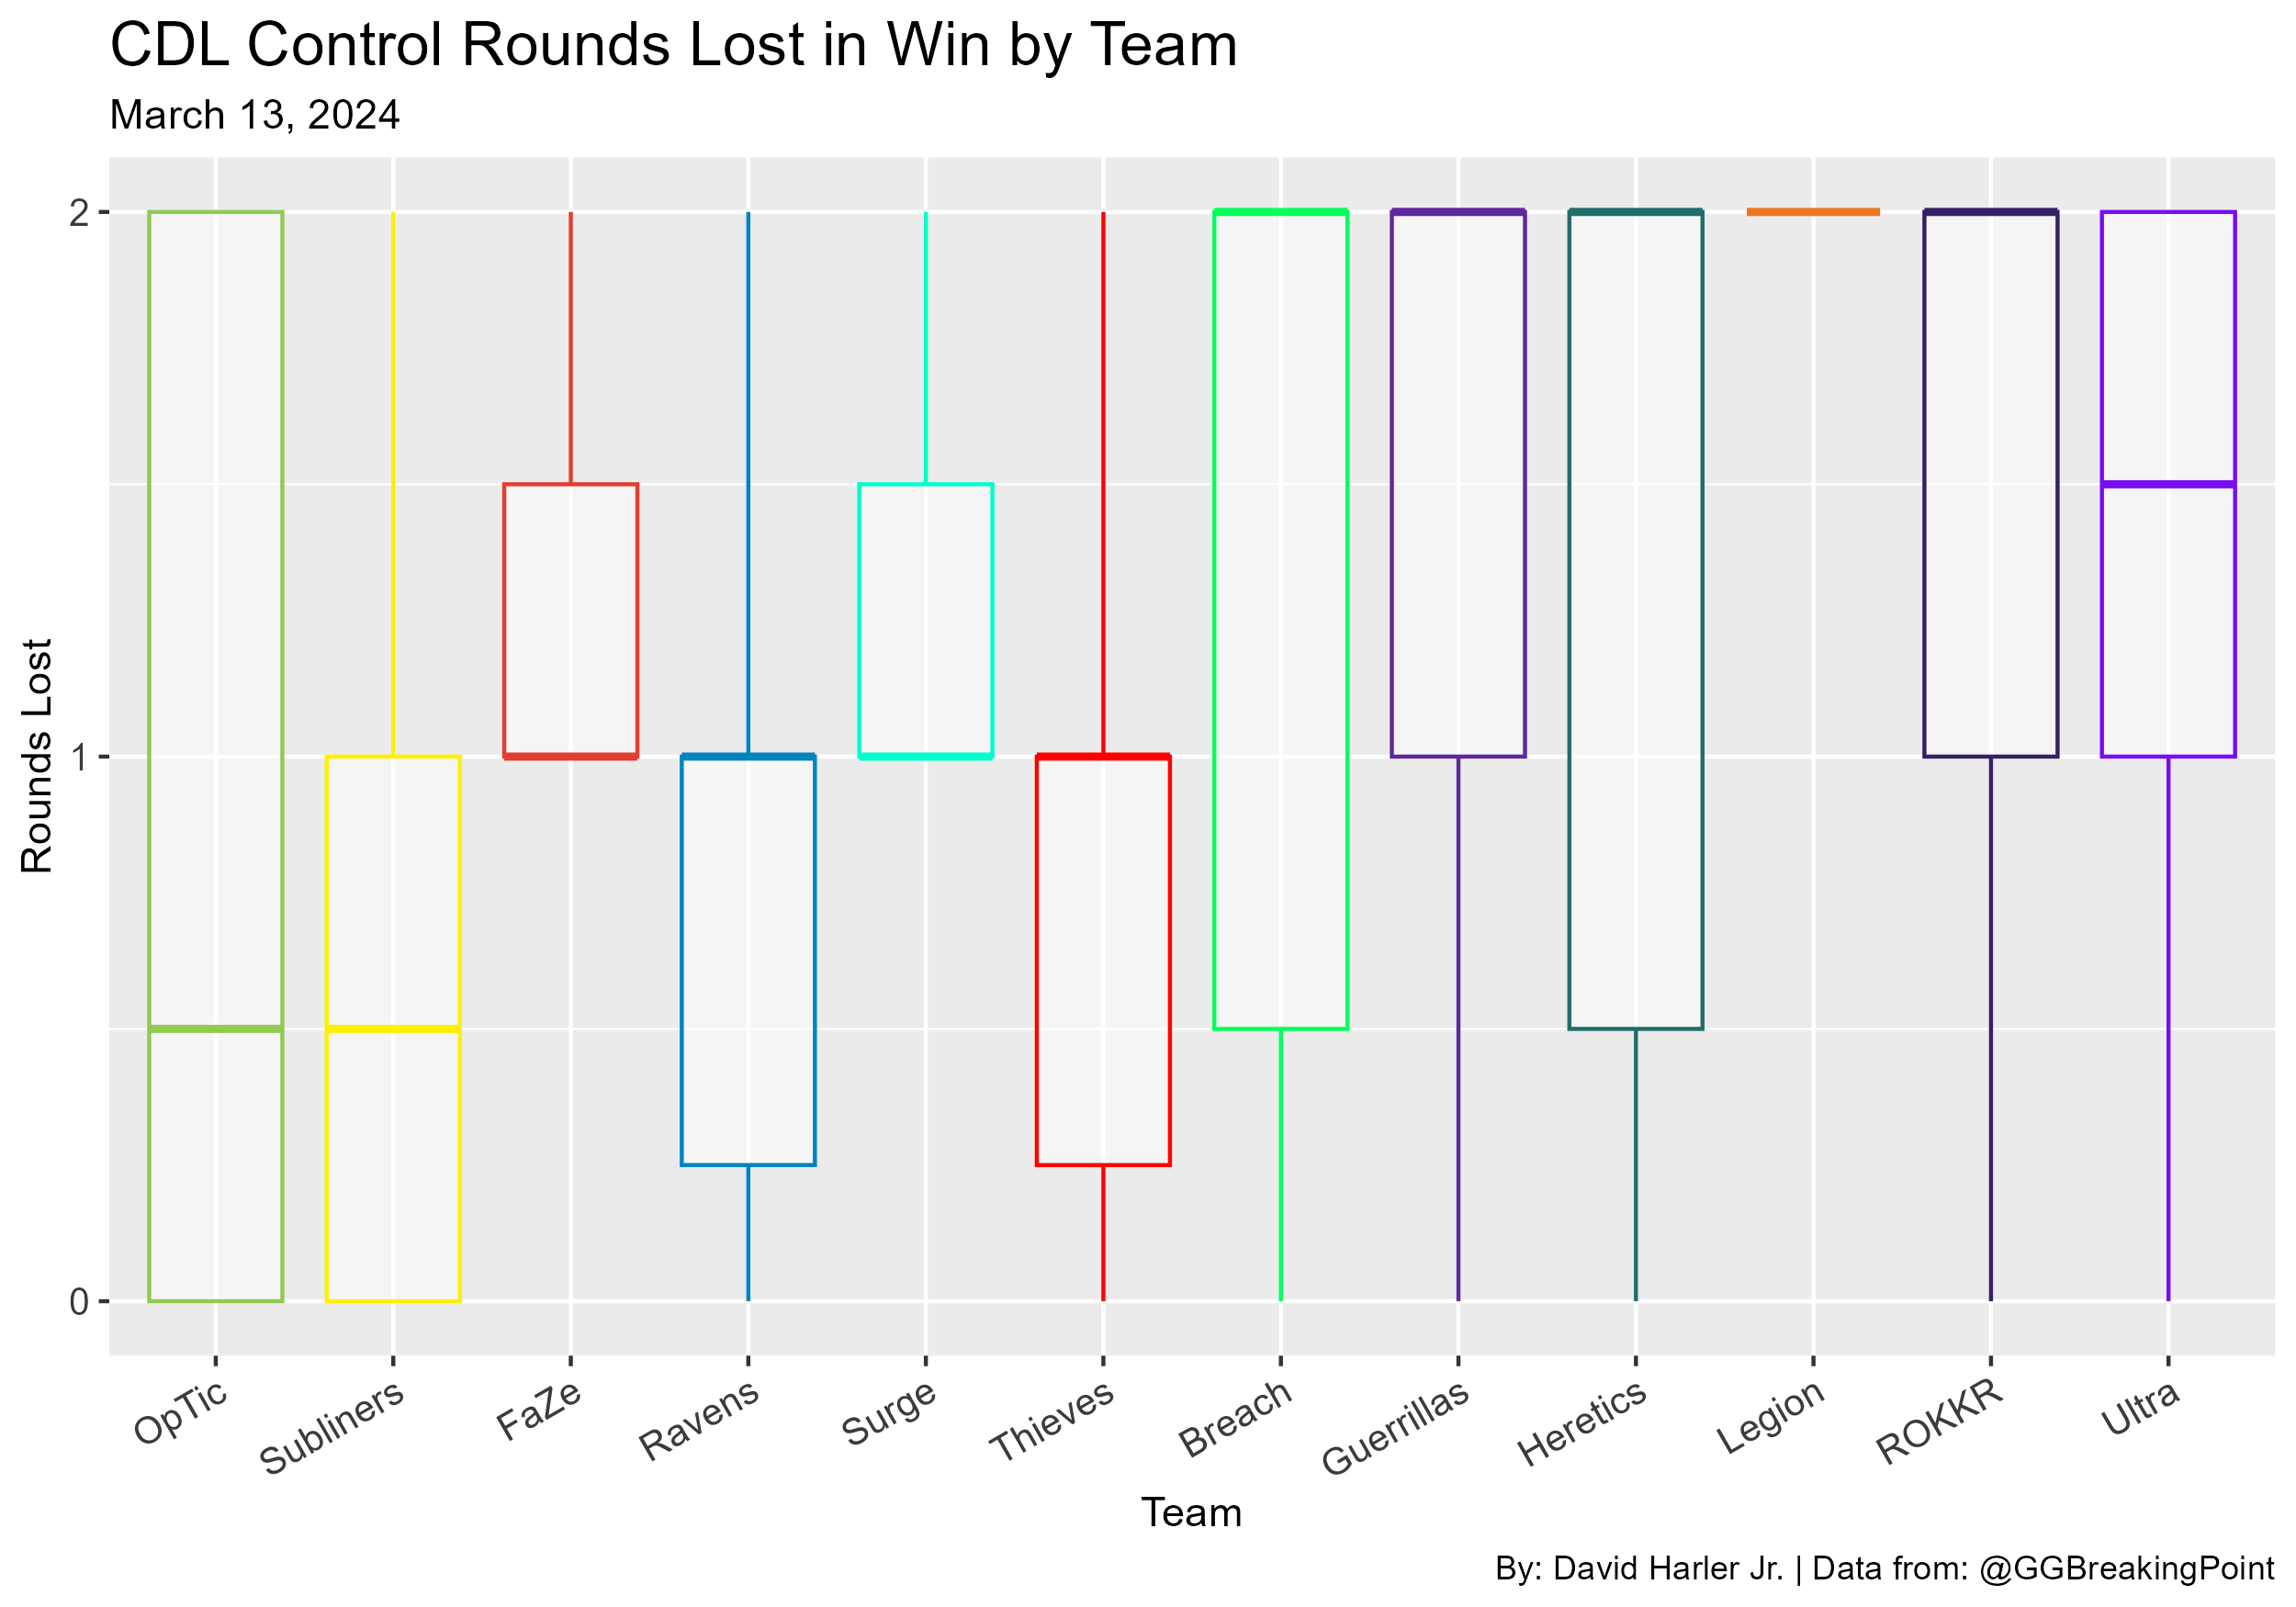 CDL Control Rounds Lost in Win by Team
March 13, 2024
Rounds Lost
2
1
0
OpTic
Subliners
FaZe
Ravens
Surge
Thieves
Breach
Guerrillas
Heretics
Legion
ROKKR
Ultra
Team
By: David Harler Jr. | Data from: @GGBreakingPoint